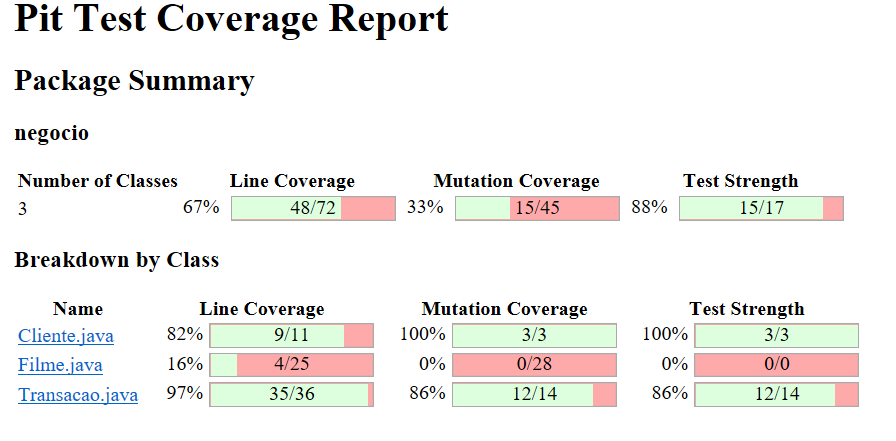 Pit Test Coverage Report
Package Summary
negocio
Number of Classes Line Coverage Mutation Coverage Test Strength
3 67% 48/72 33% 15/45 88% 15/17
Breakdown by Class
Name Line Coverage Mutation Coverage Test Strength
Cliente.java 82% 9/11 100% 3/3 100% 3/3
Filme.java 16% 4/25 0% 0/28 0% 0/0
Transacao.java 97% 35/36 86% 12/14 86% 12/14